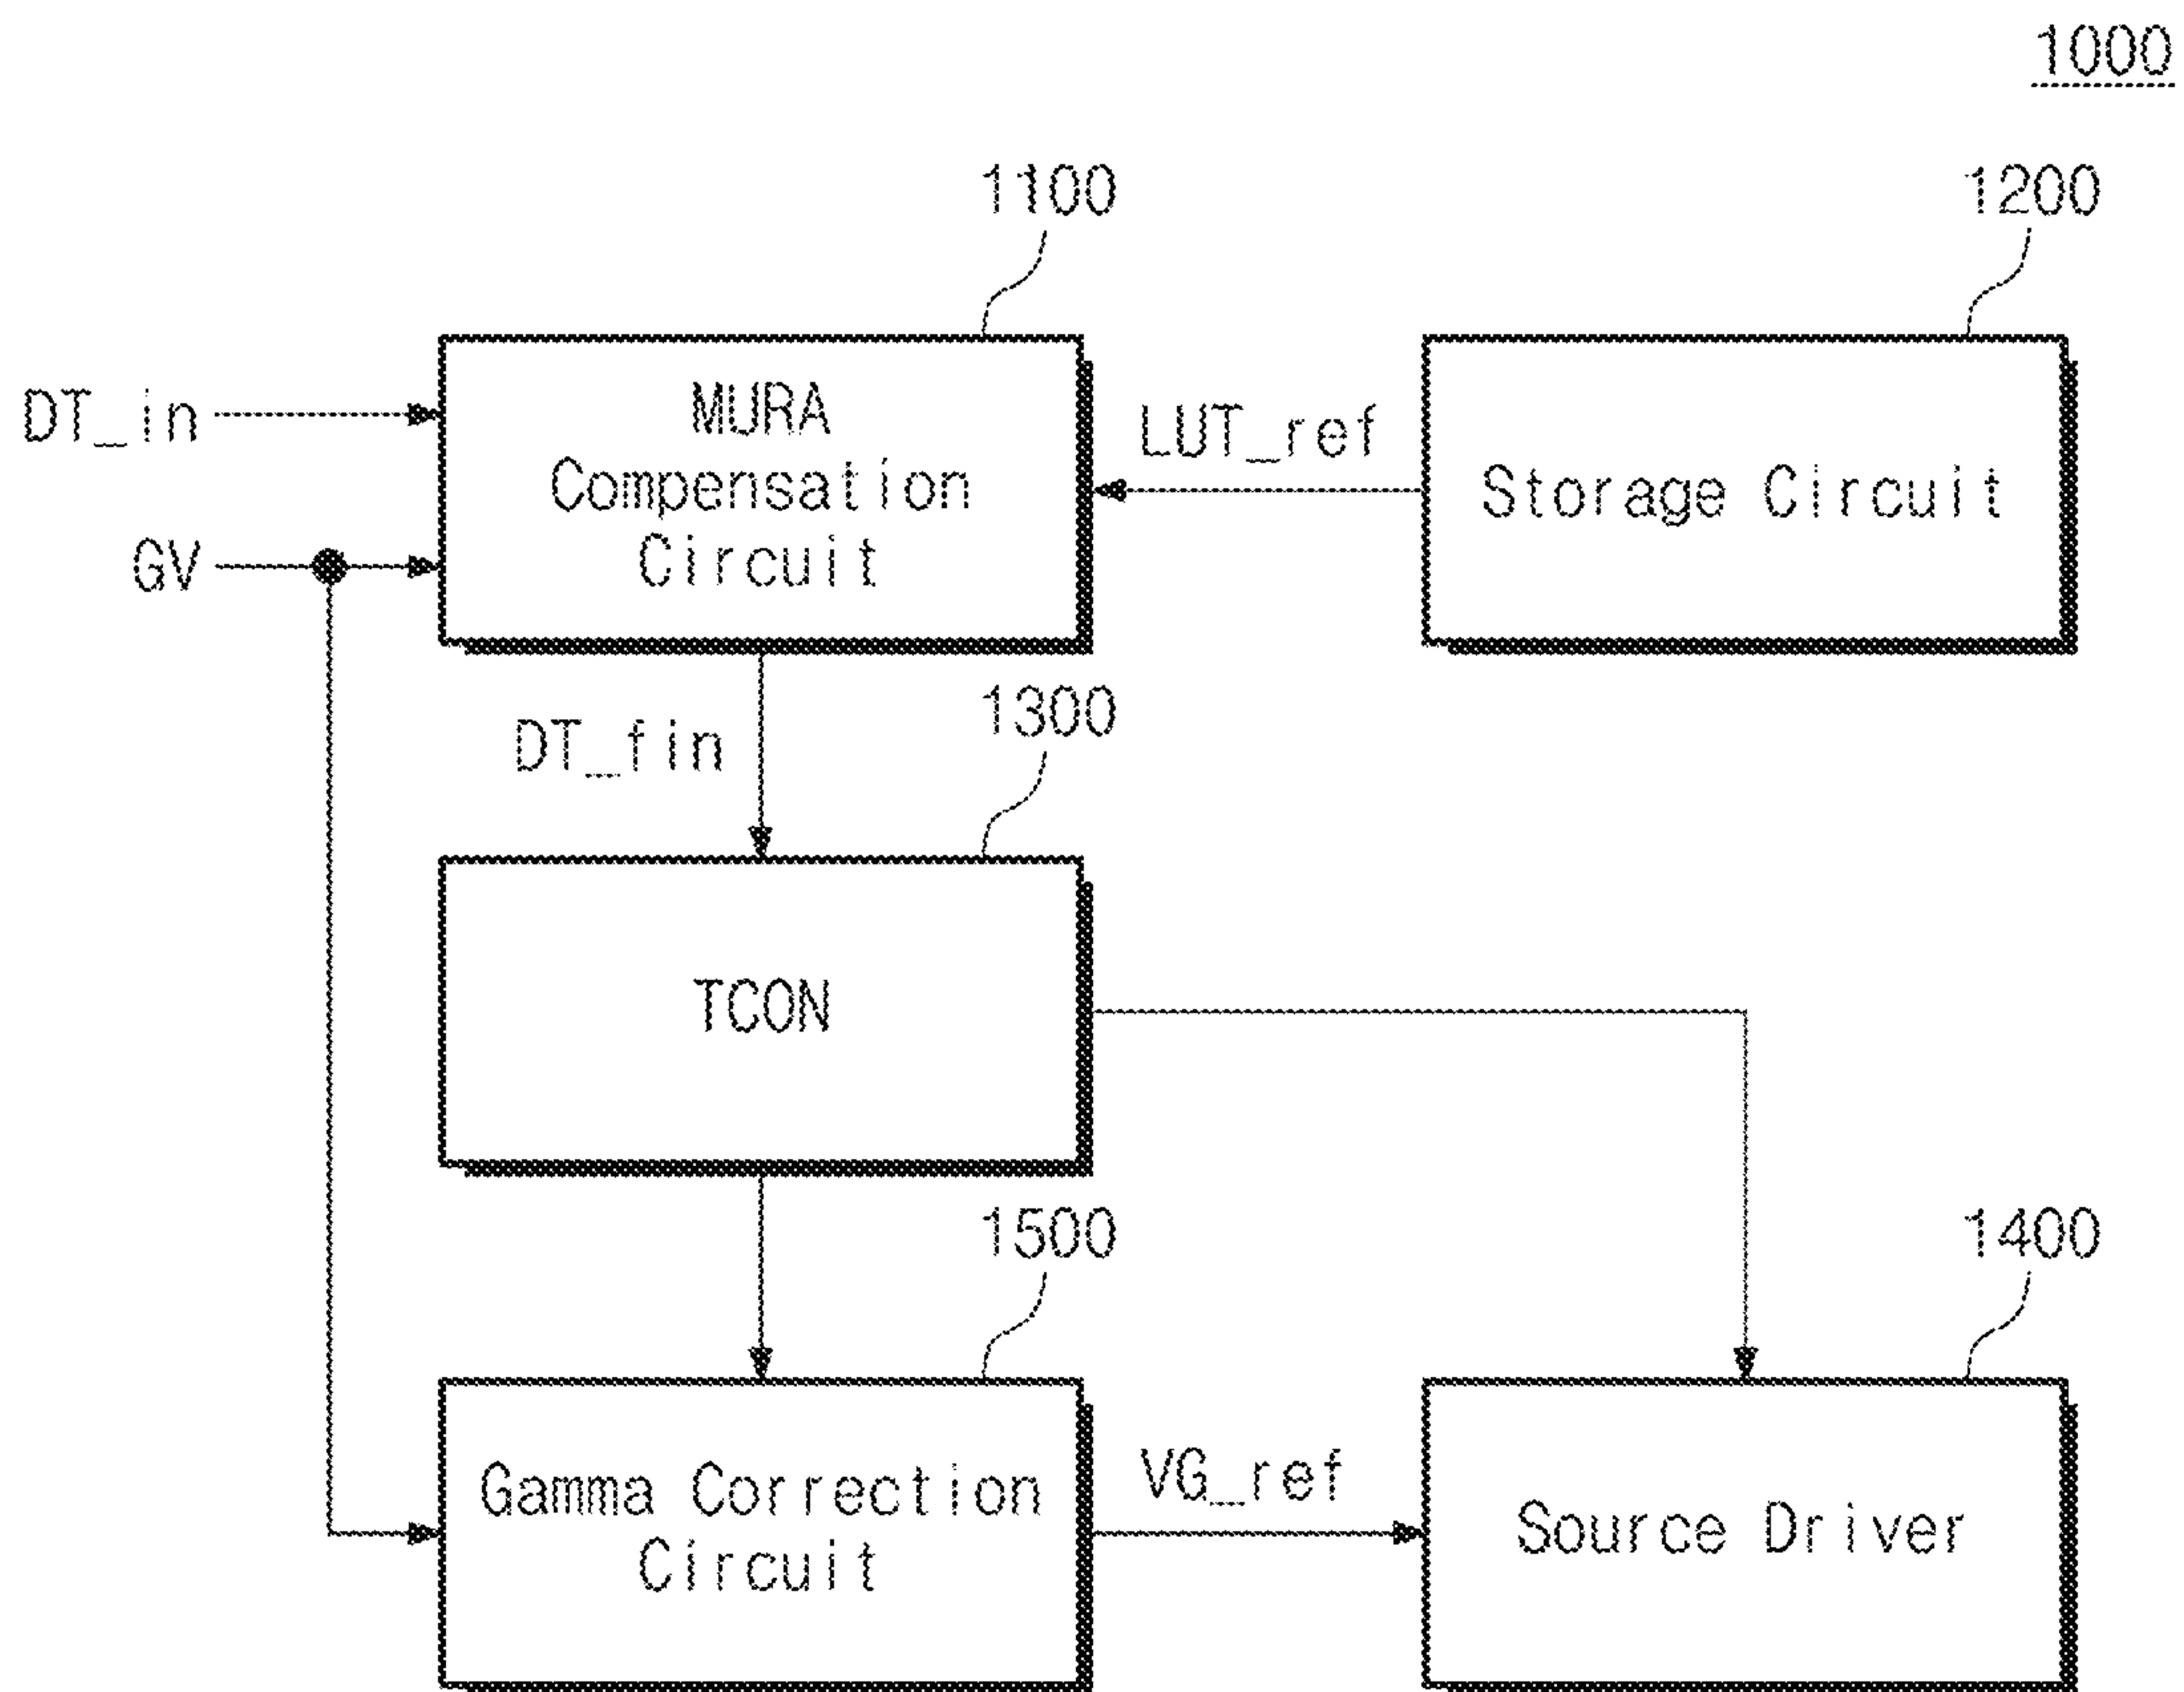 1000
1100
1200
DT_in
MURA
Compensation
Circuit
LUT_ref
Storage Circuit
GV
DT_fin
1300
TCON
1500
1400
Gamma Correction
Circuit
VG_ref
Source Driver